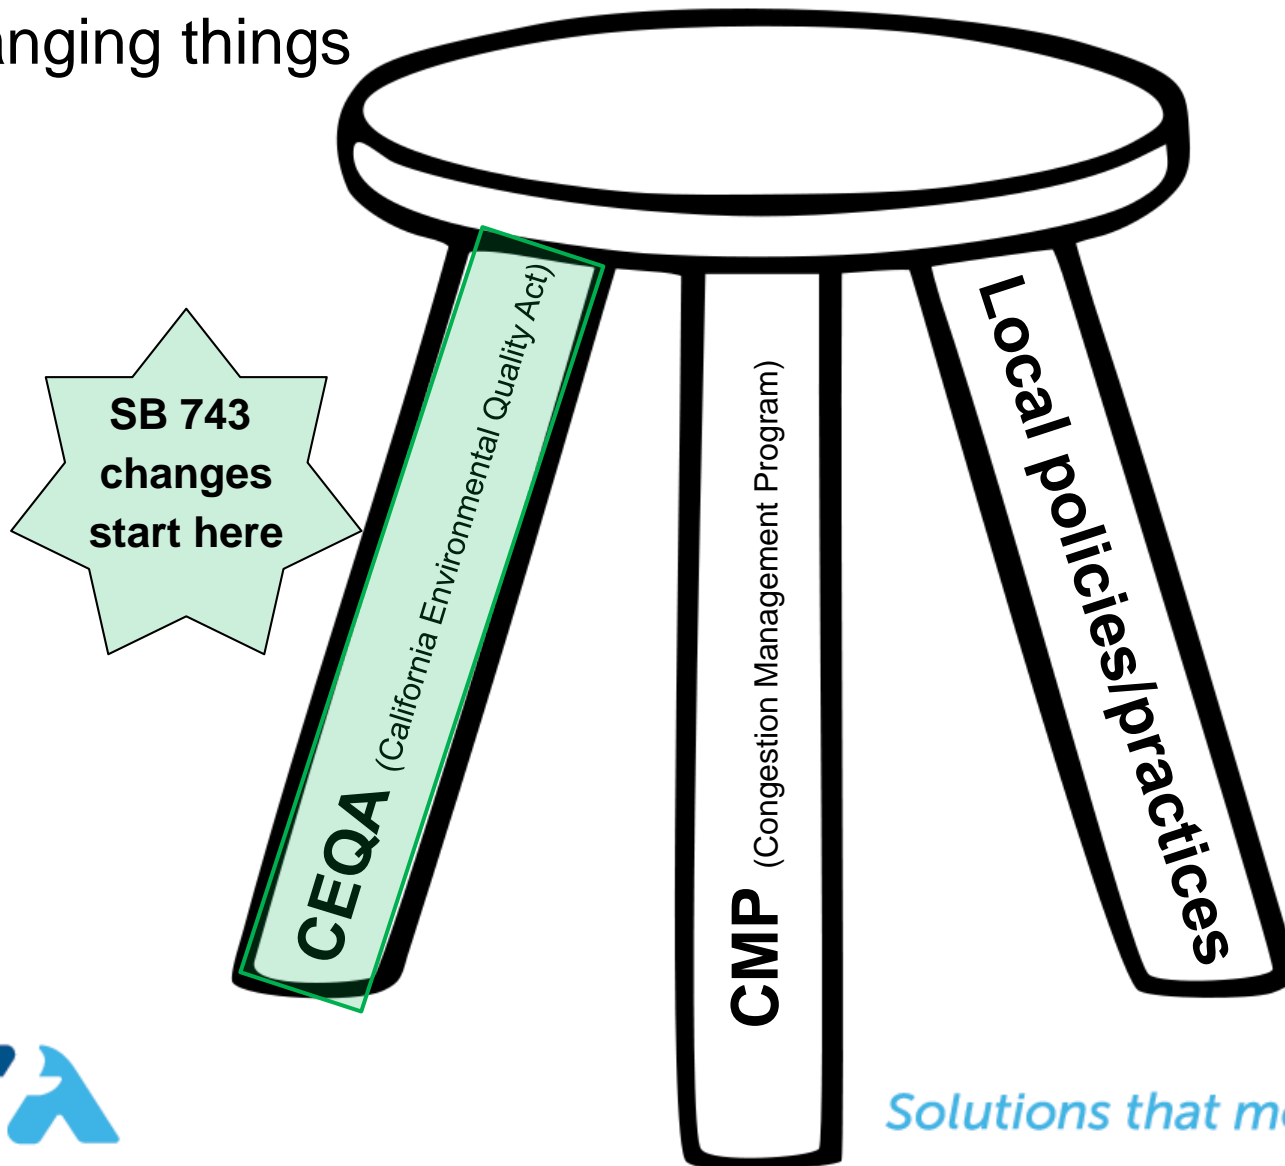 anging things
SB 743
changes
start here
CEQA (California Environmental Quality Act)
CMP (Congestion Management Program)
Local policies/practices
Solutions that m